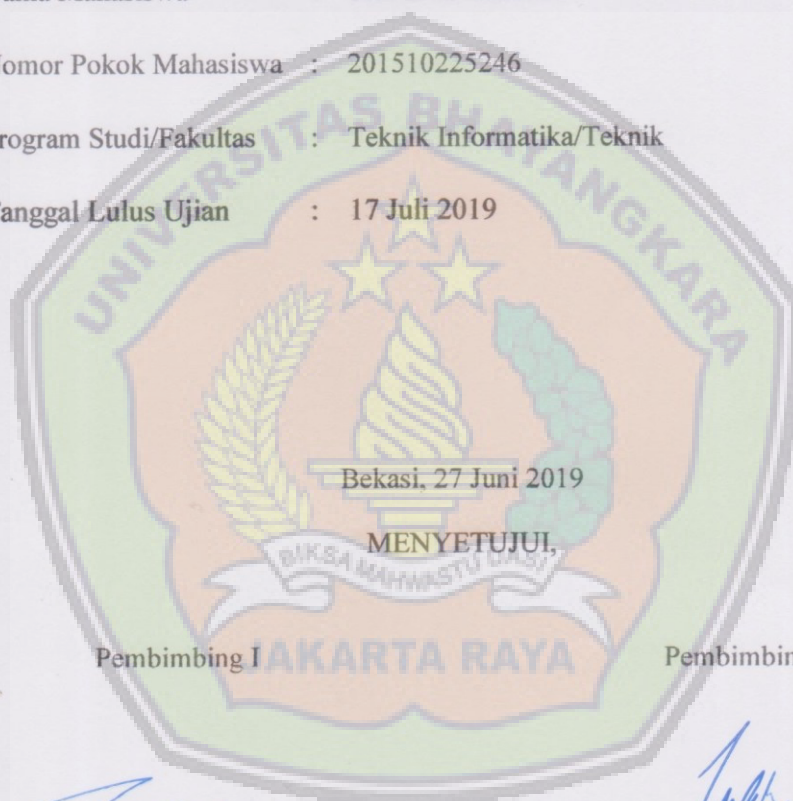 Nomor Pokok Mahasiswa : 201510225246
Program Studi/Fakultas : Teknik Informatika/Teknik
Tanggal Lulus Ujian : 17 Juli 2019
UNIVERSITAS BHAYANGKARA
Bekasi, 27 Juni 2019
MENYETUJUI,
BIKSA MAHWASTU DASI
JAKARTA RAYA
Pembimbing I Pembimbin